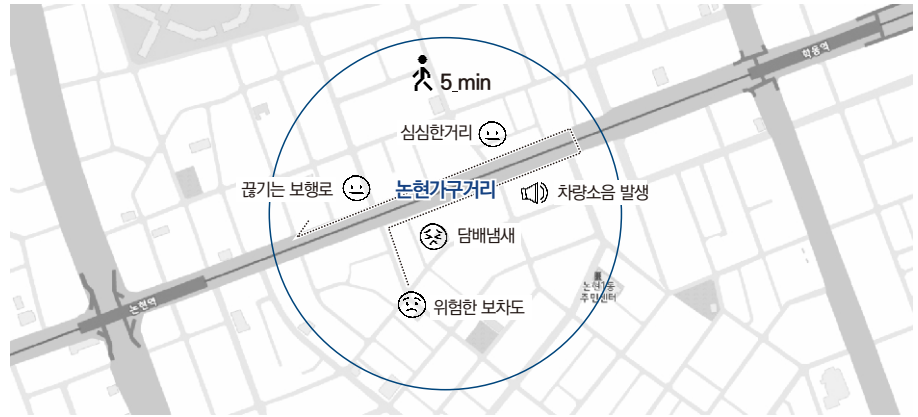 학동역
5_min
심심한거리
끊기는 보행로
논현가구거리
차량소음 발생
담배냄새
논현1동
주민센터
논현역
위험한 보차도